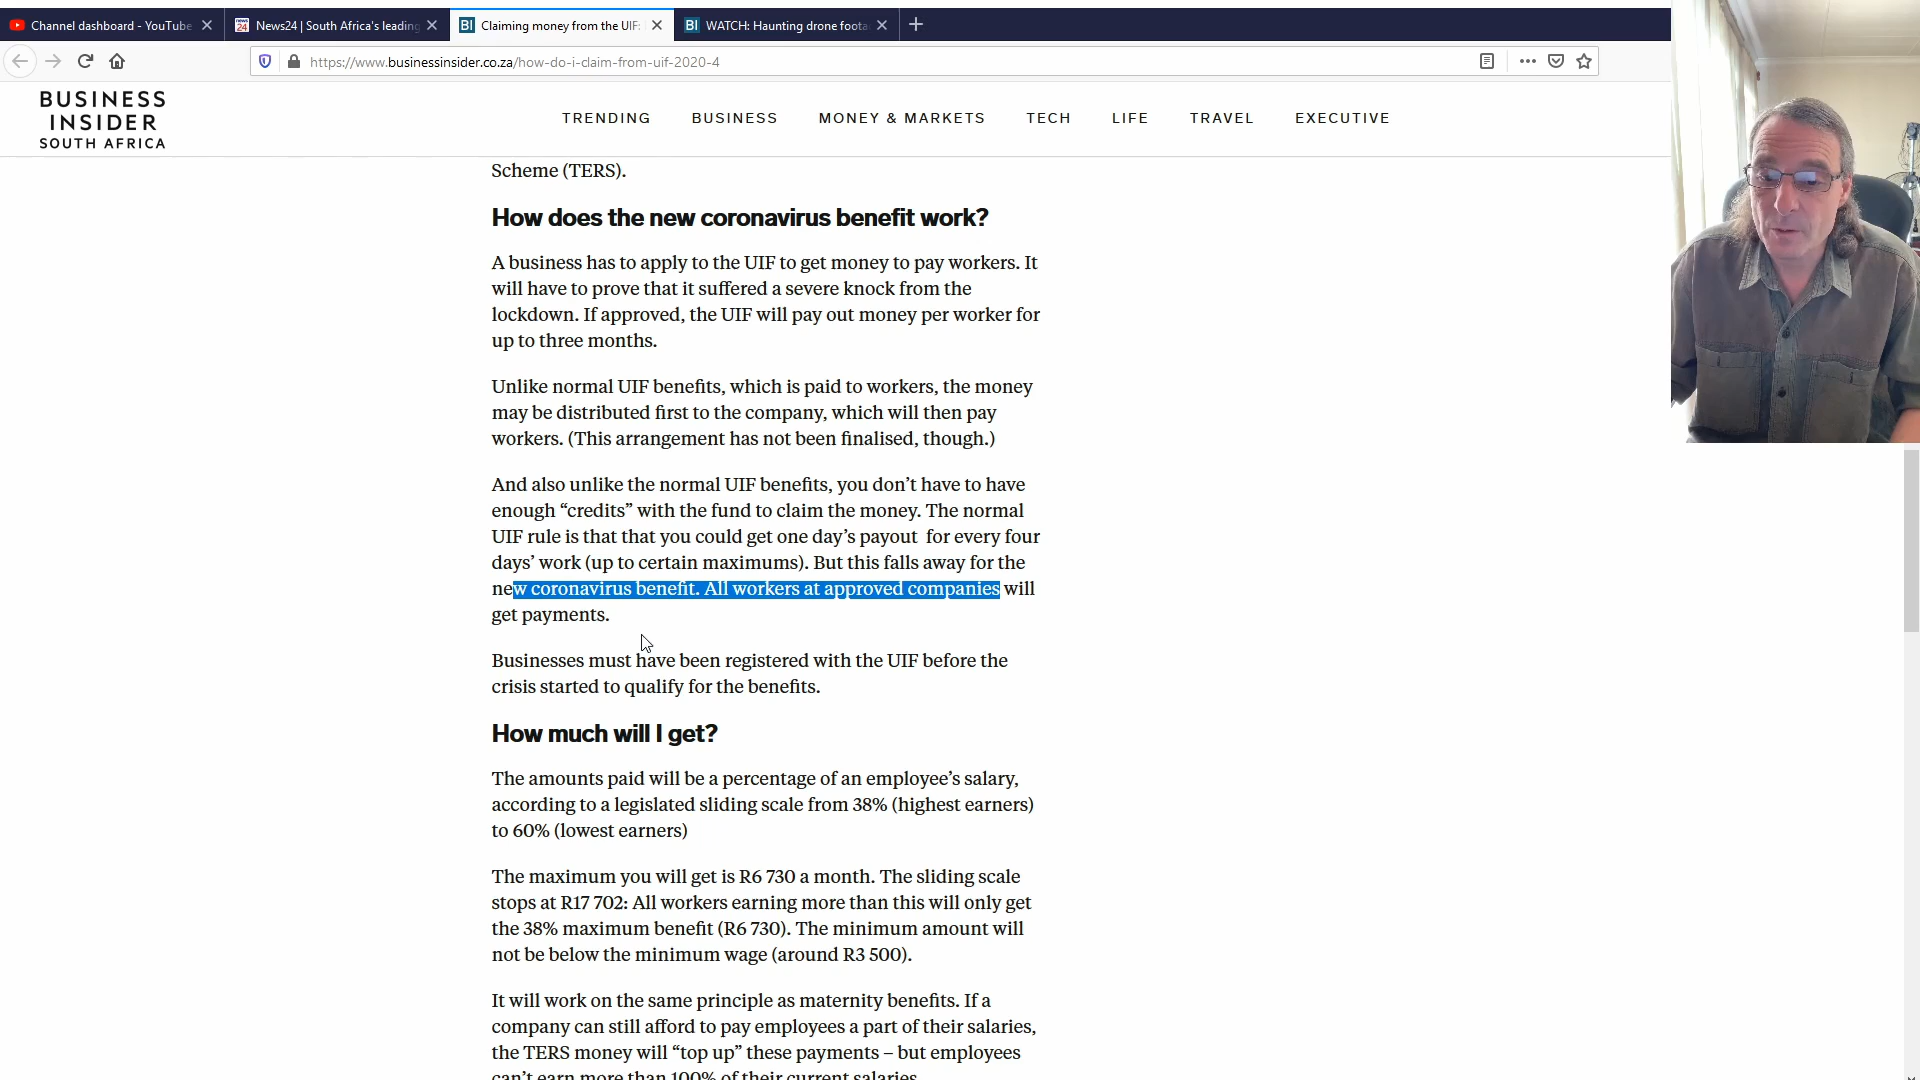 Channel dashboard - YouTube
News24 | South Africa's leading
Claiming money from the UIF:
WATCH: Haunting drone foota
https://www.businessinsider.co.za/how-do-i-claim-from-uif-2020-4
BUSINESS
INSIDER
SOUTH AFRICA
TRENDING BUSINESS MONEY & MARKETS TECH LIFE TRAVEL EXECUTIVE
Scheme (TERS).
How does the new coronavirus benefit work?
A business has to apply to the UIF to get money to pay workers. It
will have to prove that it suffered a severe knock from the
lockdown. If approved, the UIF will pay out money per worker for
up to three months.
Unlike normal UIF benefits, which is paid to workers, the money
may be distributed first to the company, which will then pay
workers. (This arrangement has not been finalised, though.)
And also unlike the normal UIF benefits, you don’t have to have
enough “credits” with the fund to claim the money. The normal
UIF rule is that that you could get one day’s payout for every four
days’ work (up to certain maximums). But this falls away for the
new coronavirus benefit. All workers at approved companies will
get payments.
Businesses must have been registered with the UIF before the
crisis started to qualify for the benefits.
How much will I get?
The amounts paid will be a percentage of an employee’s salary,
according to a legislated sliding scale from 38% (highest earners)
to 60% (lowest earners)
The maximum you will get is R6 730 a month. The sliding scale
stops at R17 702: All workers earning more than this will only get
the 38% maximum benefit (R6 730). The minimum amount will
not be below the minimum wage (around R3 500).
It will work on the same principle as maternity benefits. If a
company can still afford to pay employees a part of their salaries,
the TERS money will “top up” these payments – but employees
can’t earn more than 100% of their current salaries.